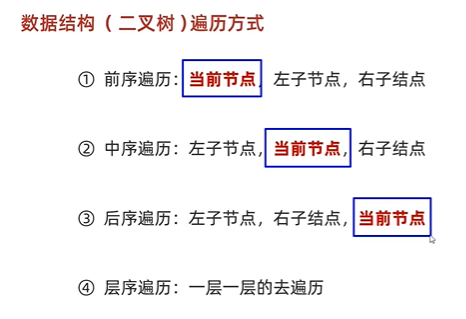 数据结构（二叉树)遍历方式
① 前序遍历：当前节点，左子节点，右子结点
② 中序遍历：左子节点，当前节点，右子结点
③ 后序遍历：左子节点，右子结点，当前节点
④ 层序遍历：一层一层的去遍历